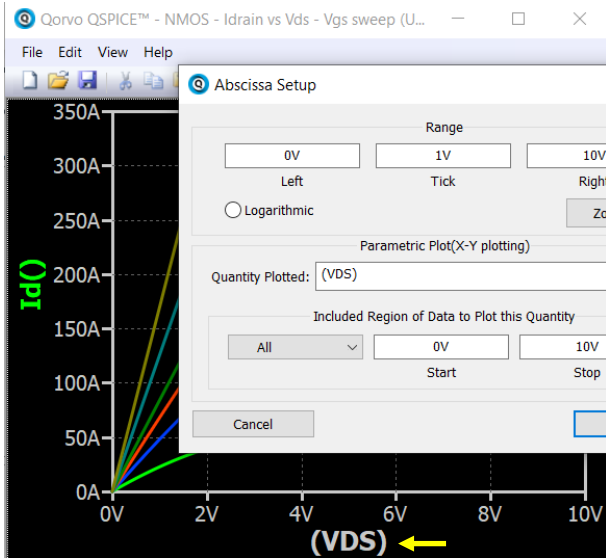 Qorvo QSPICE™ - NMOS - Idrain vs Vds - Vgs sweep (U...
File Edit View Help
Abscissa Setup
Range
0V 1V 10V
Left Tick Right
Logarithmic
Zo
Parametric Plot(X-Y plotting)
Quantity Plotted: (VDS)
Included Region of Data to Plot this Quantity
All 0V 10V
Start Stop
Cancel
Id()
350A
300A
250A
200A
150A
100A
50A
0A
0V 2V 4V 6V 8V 10V
(VDS)